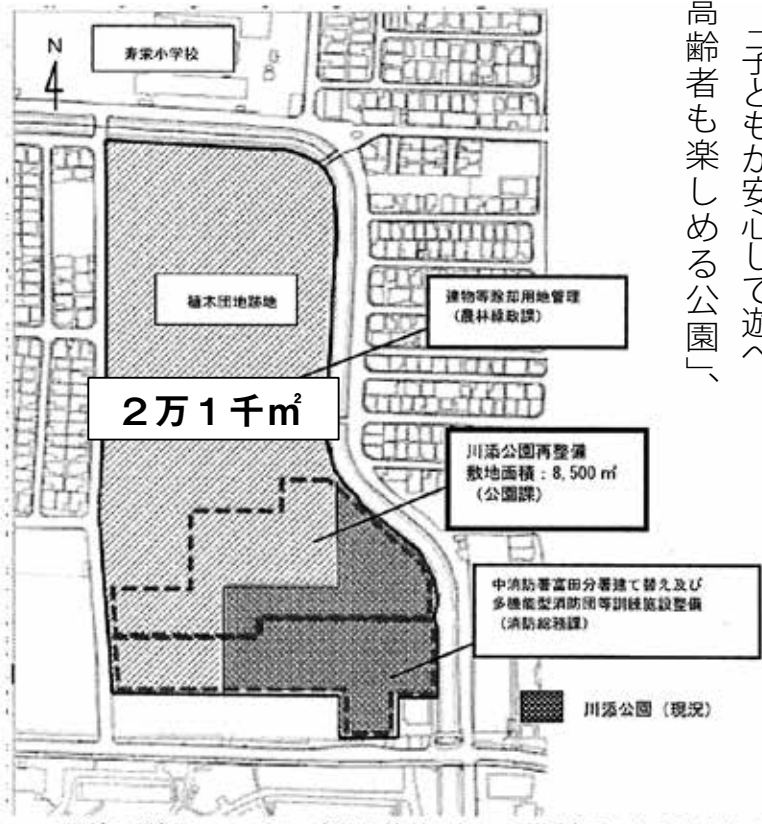 「子どもが安心して遊べ
高齢者も楽しめる公園」、
N
寿栄小学校
植木団地跡地
建物等除却用地管理
(農林緑政課)
2万1千㎡
川添公園再整備
敷地面積:8,500㎡
(公園課)
中消防署富田分署建て替え及び
多機能型消防団等訓練施設整備
(消防総務課)
川添公園(現況)